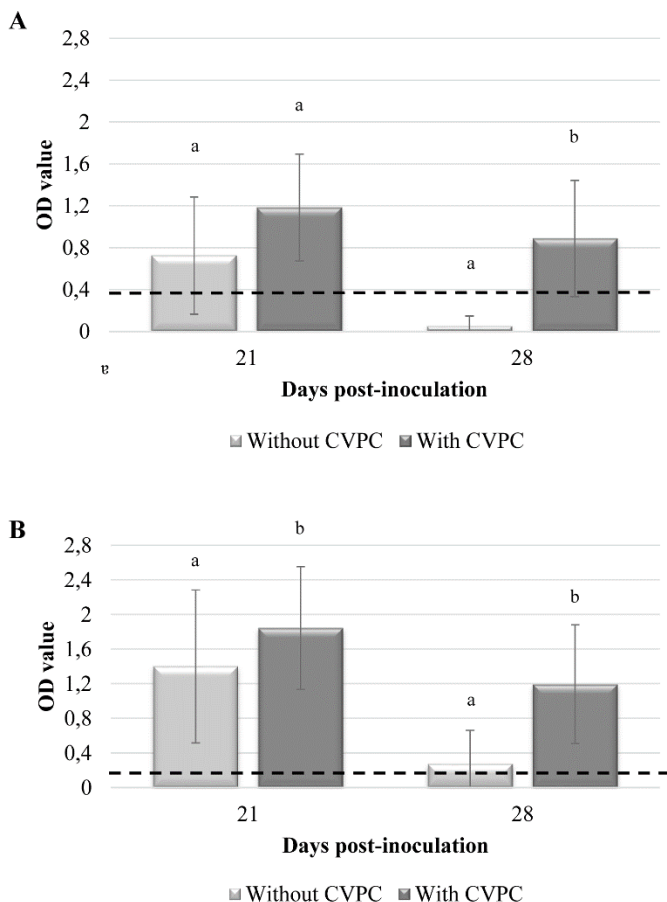 A
2,8
2,4
2
1,6
1,2
0,8
0,4
0
OD value
a
a
a
b
21
28
a
Days post-inoculation
Without CVPC
With CVPC
B
2,8
2,4
2
1,6
1,2
0,8
0,4
0
OD value
a
b
a
b
21
28
Days post-inoculation
Without CVPC
With CVPC